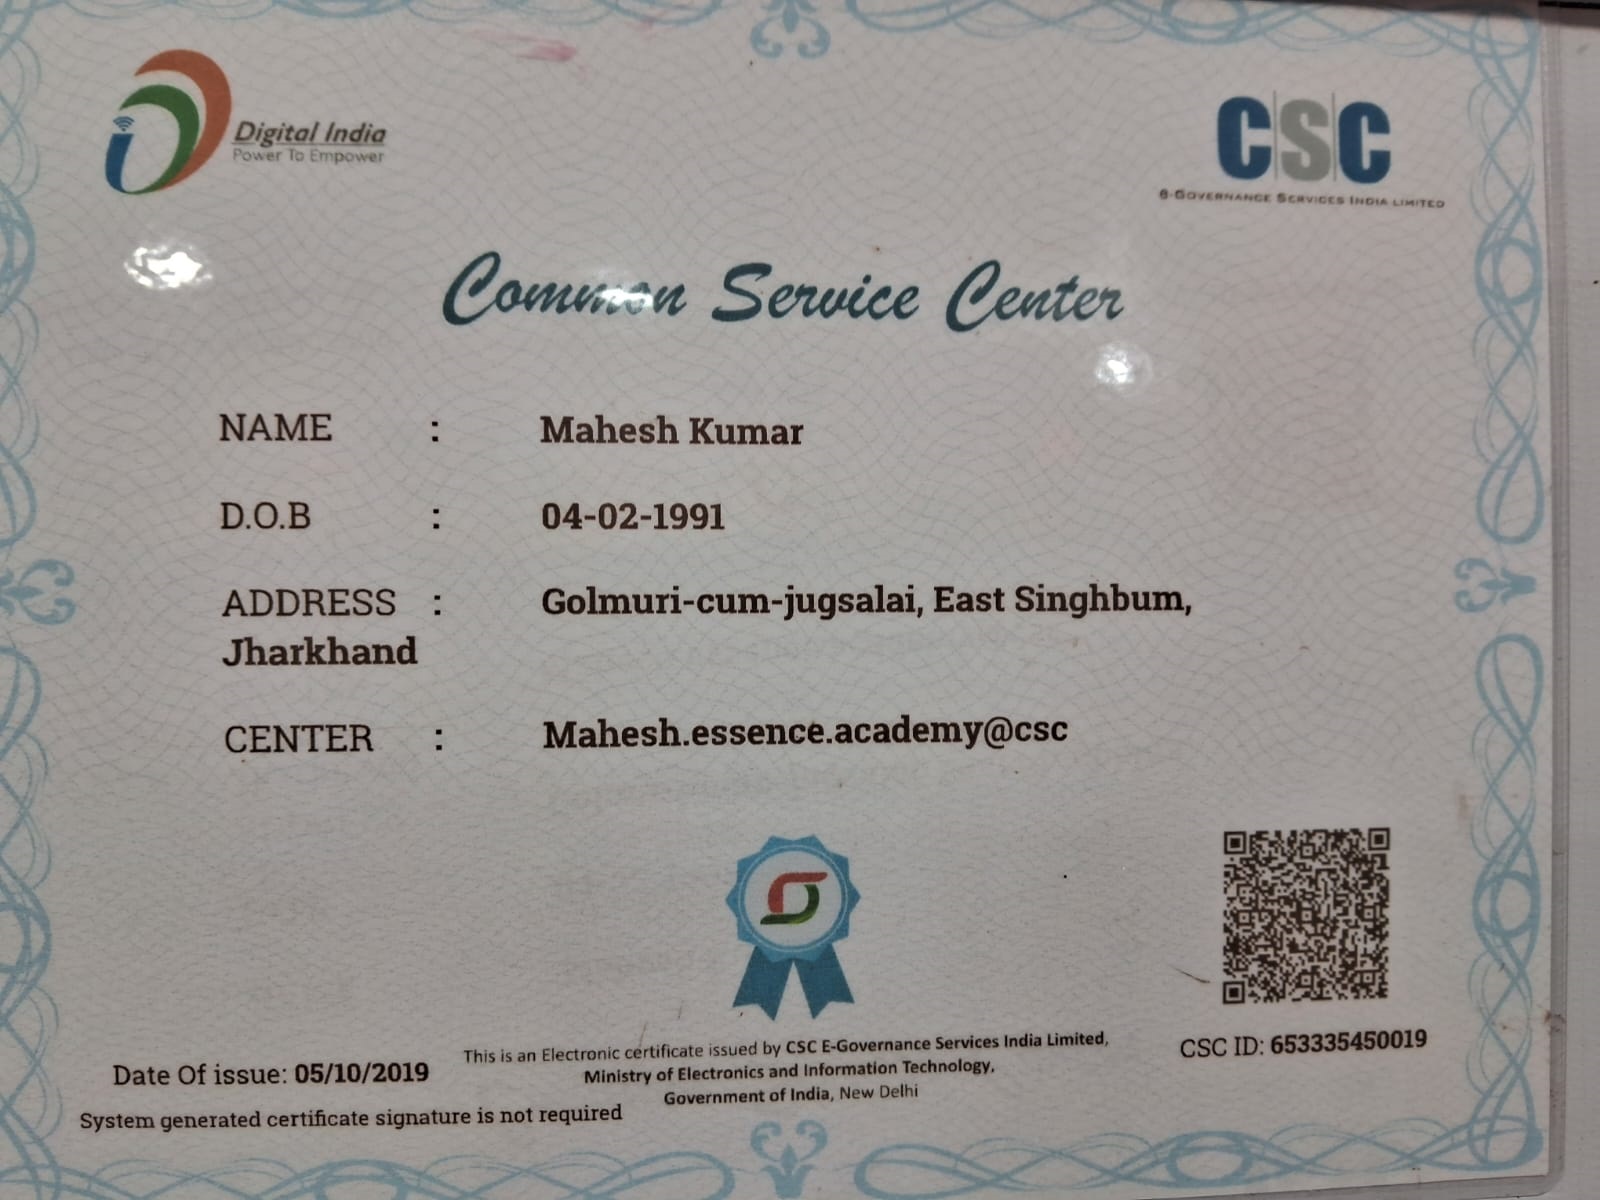 Digital India
Power To Empower
CSC
e-Governance Services India Limited
Common Service Center
NAME : Mahesh Kumar
D.O.B : 04-02-1991
ADDRESS : Golmuri-cum-jugsalai, East Singhbum,
Jharkhand
CENTER : Mahesh.essence.academy@csc
This is an Electronic certificate issued by CSC E-Governance Services India Limited,
Ministry of Electronics and Information Technology,
Government of India, New Delhi
CSC ID: 653335450019
Date Of issue: 05/10/2019
System generated certificate signature is not required